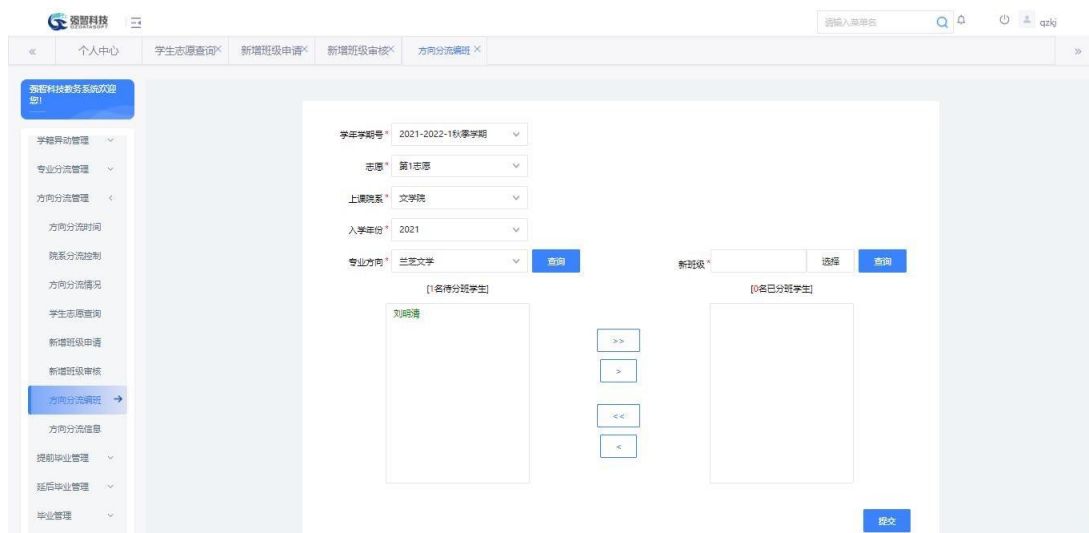 强智科技
QZDATASOFT
请输入菜单名
qzkj
«
个人中心
学生志愿查询×
新增班级申请×
新增班级审核×
方向分流编班 ×
»
强智科技教务系统欢迎
您!
学籍异动管理
专业分流管理
方向分流管理
方向分流时间
院系分流控制
方向分流情况
学生志愿查询
新增班级申请
新增班级审核
方向分流编班 →
方向分流信息
提前毕业管理
延后毕业管理
毕业管理
学年学期号* 2021-2022-1秋季学期
志愿* 第1志愿
上课院系* 文学院
入学年份* 2021
专业方向* 兰芝文学 查询
新班级* 选择 查询
[1名待分班学生]
[0名已分班学生]
刘明清
>>
>
<<
<
提交